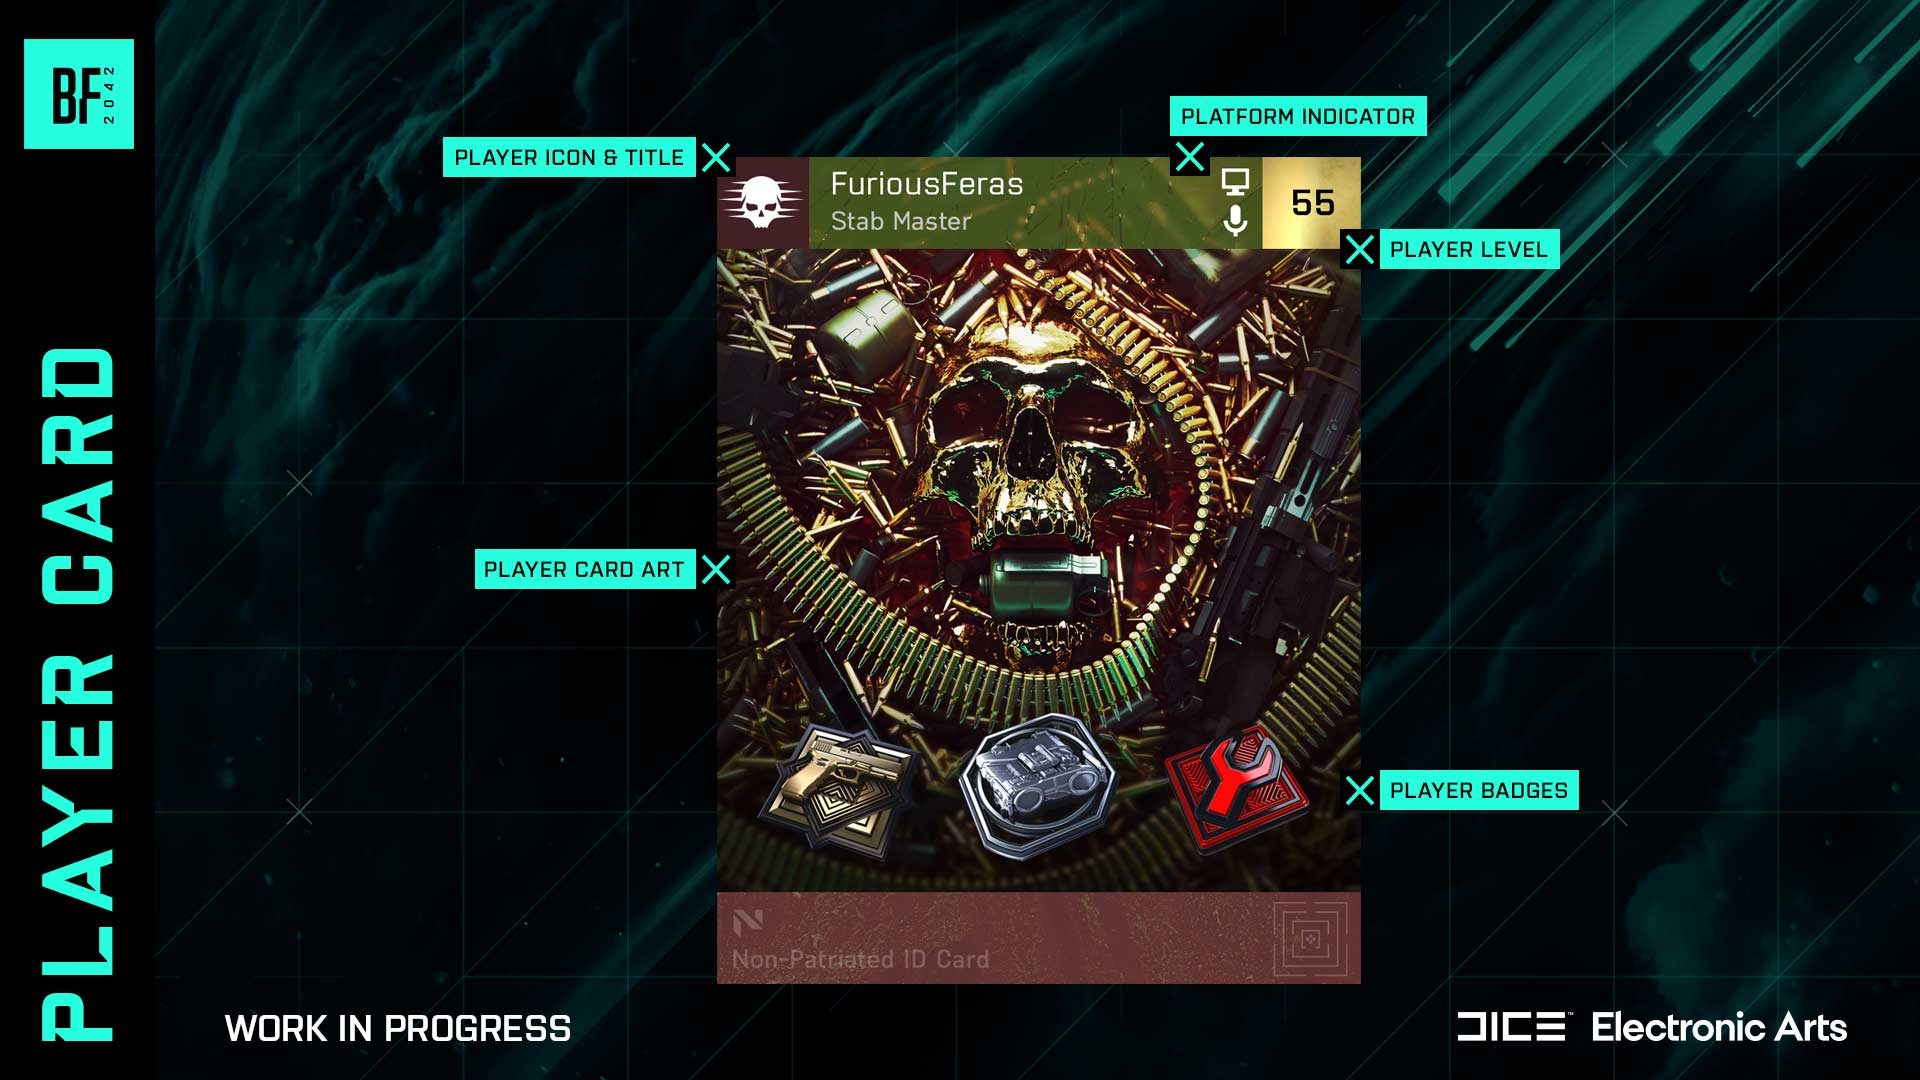 BF
2042
PLAYER CARD
PLATFORM INDICATOR
PLAYER ICON & TITLE
FuriousFeras
Stab Master
55
PLAYER LEVEL
PLAYER CARD ART
PLAYER BADGES
N
Non-Patriated ID Card
WORK IN PROGRESS
DICE™ Electronic Arts